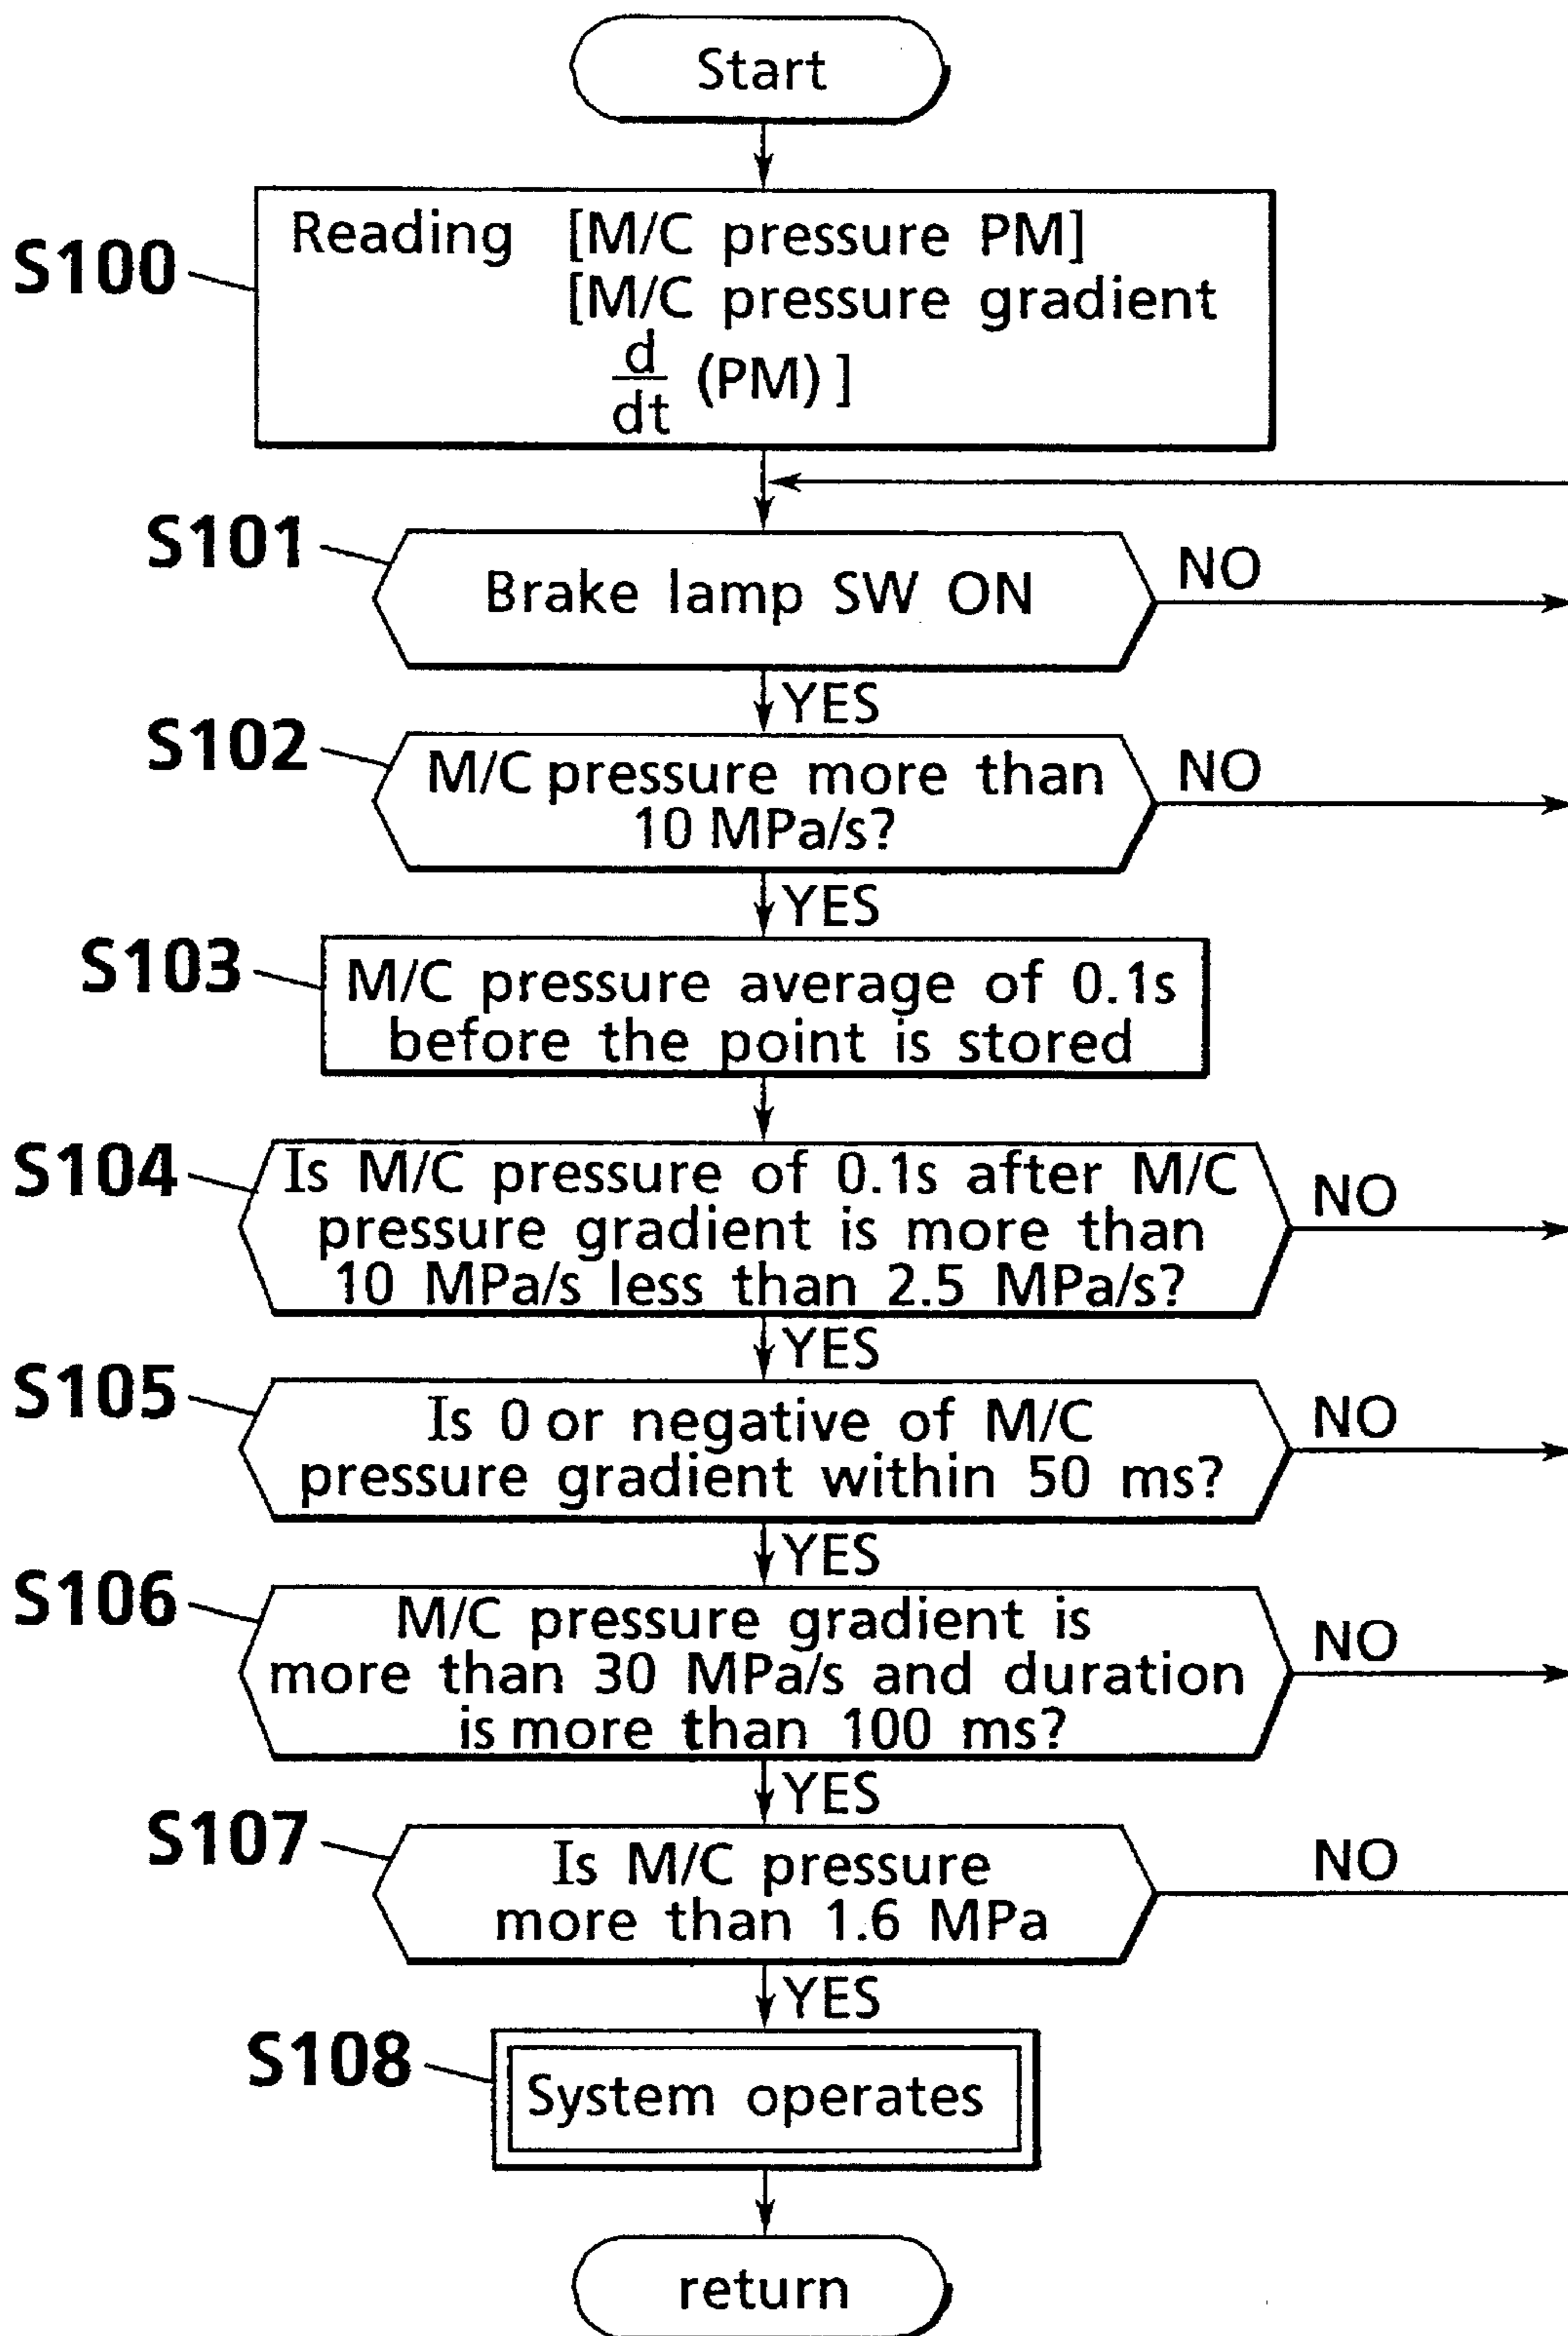 Start
S100
Reading [M/C pressure PM]
[M/C pressure gradient
d
dt
(PM) ]
S101
Brake lamp SW ON
NO
YES
S102
M/C pressure more than
10 MPa/s?
NO
YES
S103
M/C pressure average of 0.1s
before the point is stored
S104
Is M/C pressure of 0.1s after M/C
pressure gradient is more than
10 MPa/s less than 2.5 MPa/s?
NO
YES
S105
Is 0 or negative of M/C
pressure gradient within 50 ms?
NO
YES
S106
M/C pressure gradient is
more than 30 MPa/s and duration
is more than 100 ms?
NO
YES
S107
Is M/C pressure
more than 1.6 MPa
NO
YES
S108
System operates
return